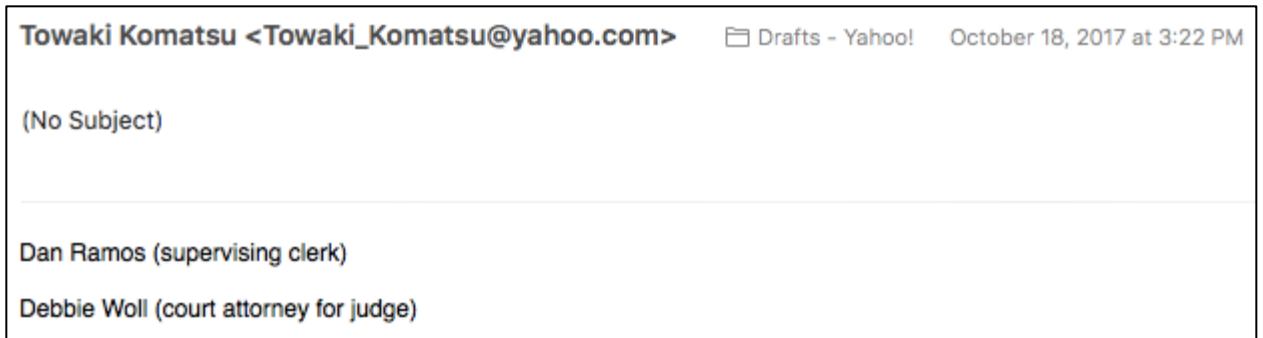 Towaki Komatsu <Towaki_Komatsu@yahoo.com> Drafts - Yahoo! October 18, 2017 at 3:22 PM
(No Subject)
Dan Ramos (supervising clerk)
Debbie Woll (court attorney for judge)